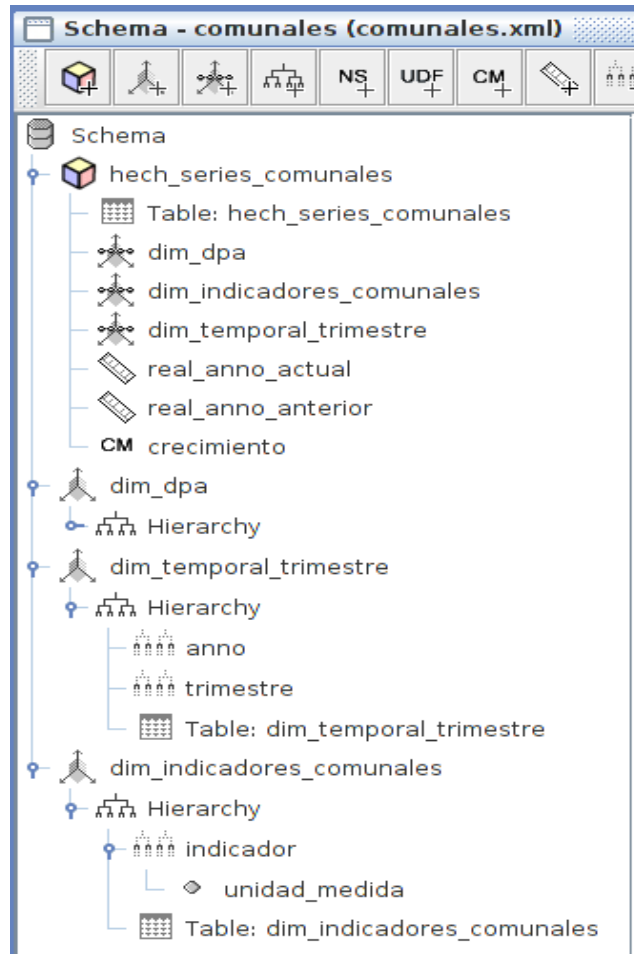 Schema - comunales (comunales.xml)
NS UDF CM
Schema
hech_series_comunales
Table: hech_series_comunales
dim_dpa
dim_indicadores_comunales
dim_temporal_trimestre
real_anno_actual
real_anno_anterior
CM crecimiento
dim_dpa
Hierarchy
dim_temporal_trimestre
Hierarchy
anno
trimestre
Table: dim_temporal_trimestre
dim_indicadores_comunales
Hierarchy
indicador
unidad_medida
Table: dim_indicadores_comunales